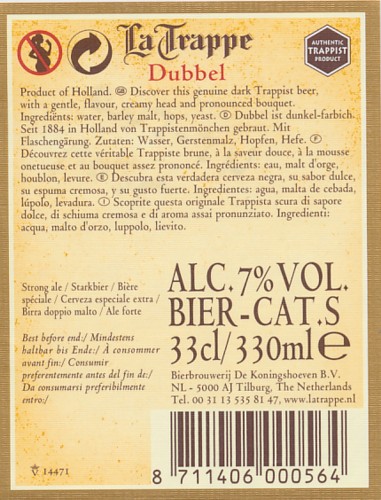 La Trappe
Dubbel
AUTHENTIC
TRAPPIST
PRODUCT
Product of Holland. GB Discover this genuine dark Trappist beer,
with a gentle, flavour, creamy head and pronounced bouquet.
Ingrediënts: water, barley malt, hops, yeast. D Dubbel ist dunkel-farbich.
Seit 1884 in Holland von Trappistenmönchen gebraut. Mit
Flaschengärung. Zutaten: Wasser, Gerstenmalz, Hopfen, Hefe. F
Découvrez cette véritable Trappiste brune, à la saveur douce, à la mousse
onetueuse et au bouquet assez prononcé. Ingrédients: eau, malt d'orge,
houblon, levure. E Descubra esta verdadera cerveza negra, su sabor dulce,
su espuma cremosa, y su gusto fuerte. Ingredientes: agua, malta de cebada,
lúpolo, levadura. I Scoprite questa originale Trappista scura di sapore
dolce, di schiuma cremosa e di aroma assai pronunziato. Ingredienti:
acqua, malto d'orzo, luppolo, lievito.
Strong ale / Starkbier / Bière
spéciale / Cerveza especiale extra /
Birra doppio malto / Ale forte
Best before end:/ Mindestens
haltbar bis Ende:/ À consommer
avant fin:/ Consumir
preferentemente antes del fin de:/
Da consumarsi preferibilmente
entro:/
ALC. 7% VOL.
BIER-CAT.S
33cl/330ml e
Bierbrouwerij De Koningshoeven B.V.
NL - 5000 AJ Tilburg, The Netherlands
Tel. 00 31 13 535 81 47, www.latrappe.nl
V 14471
8 711406 000564